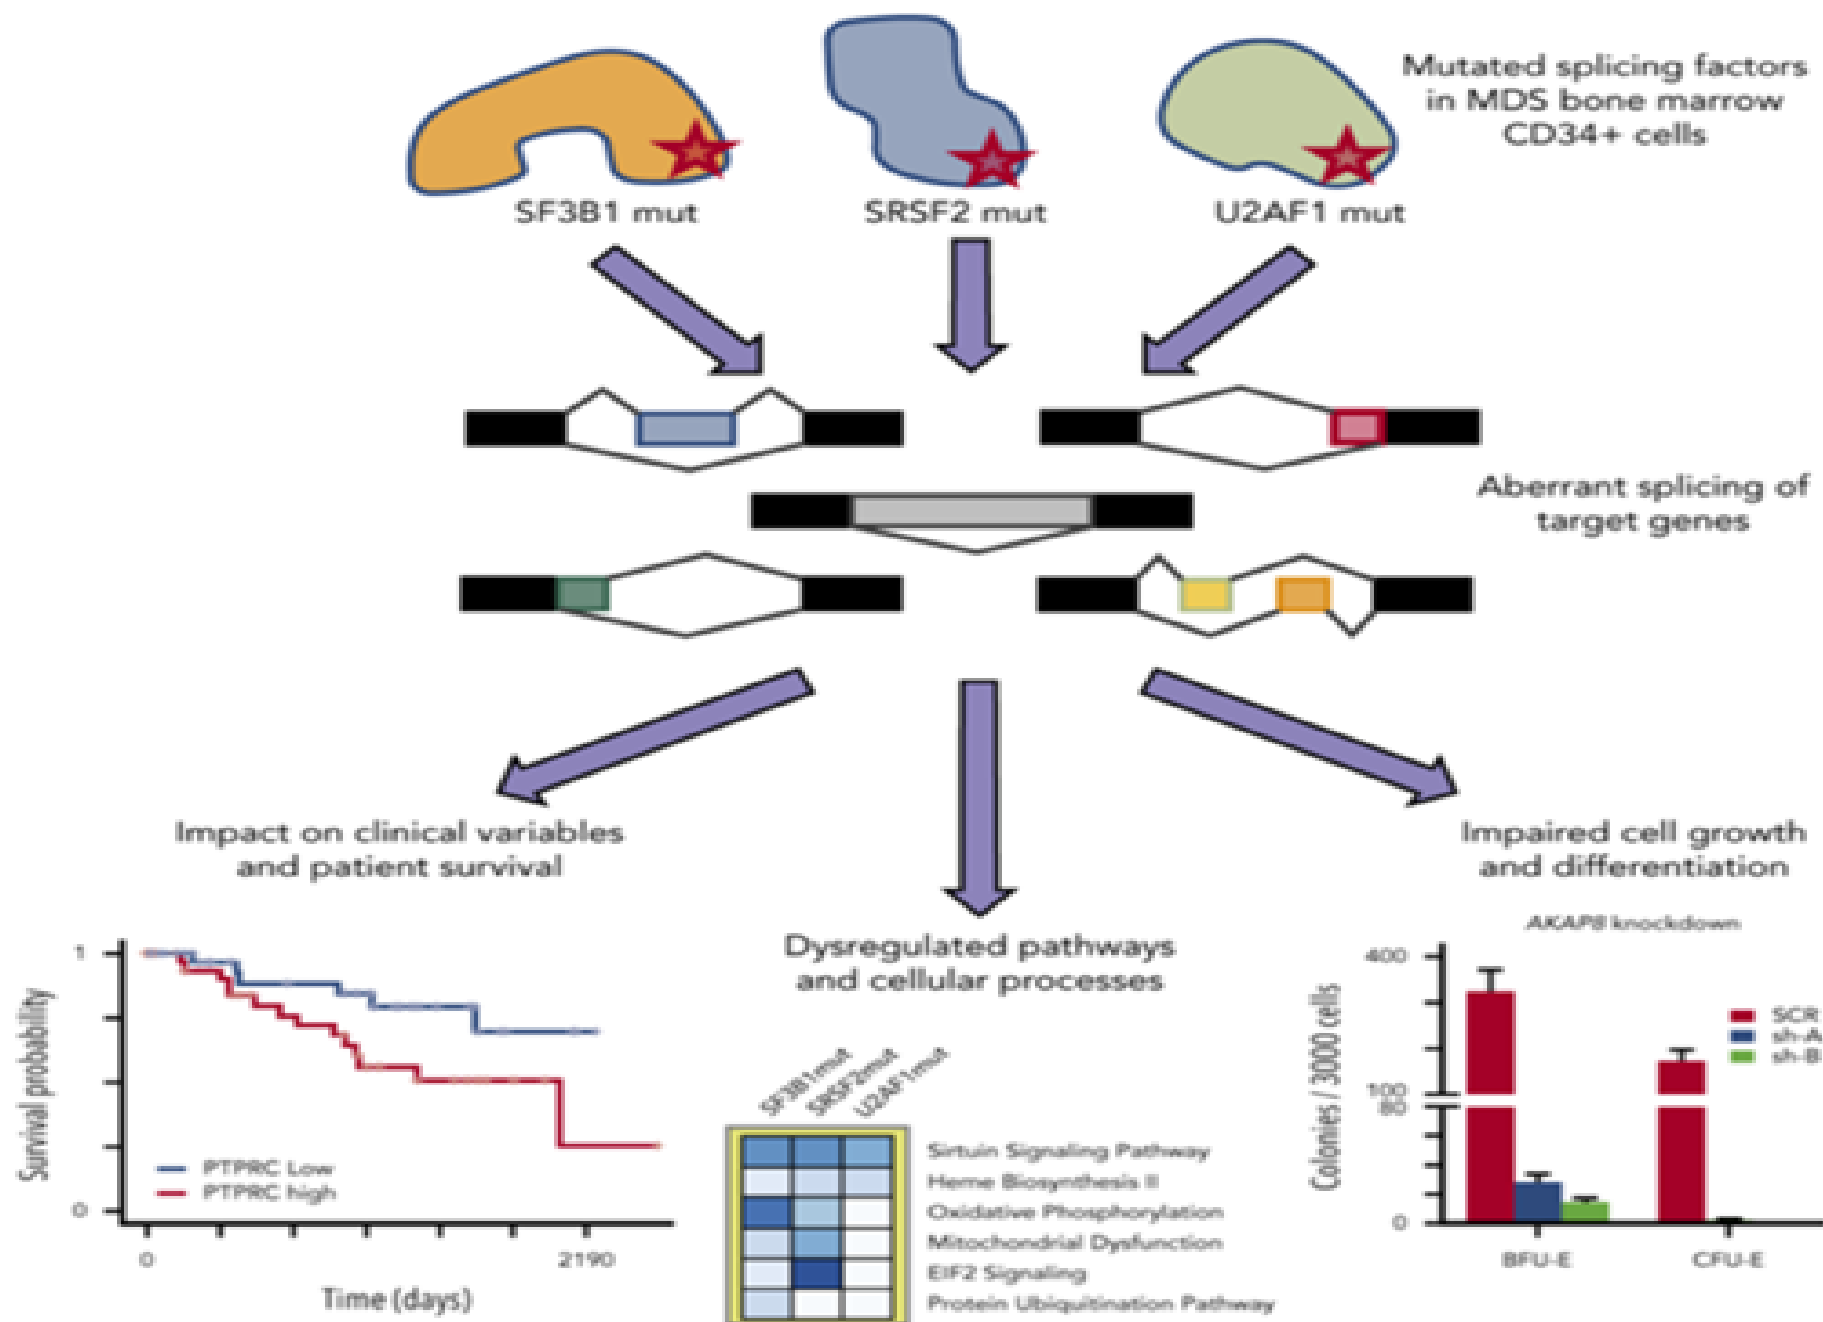 Mutated splicing factors
in MDS bone marrow
CD34+ cells
SF3B1 mut
SRSF2 mut
U2AF1 mut
Aberrant splicing of
target genes
Impact on clinical variables
and patient survival
Impaired cell growth
and differentiation
Dysregulated pathways
and cellular processes
AKAP8 knockdown
1
Survival probability
PTPRC Low
PTPRC high
0
0
2190
Time (days)
SF3B1mut
SRSF2mut
U2AF1mut
Sirtuin Signaling Pathway
Heme Biosynthesis II
Oxidative Phosphorylation
Mitochondrial Dysfunction
EIF2 Signaling
Protein Ubiquitination Pathway
400
100
80
0
Colonies / 3000 cells
SCR
sh-A
sh-B
BFU-E
CFU-E